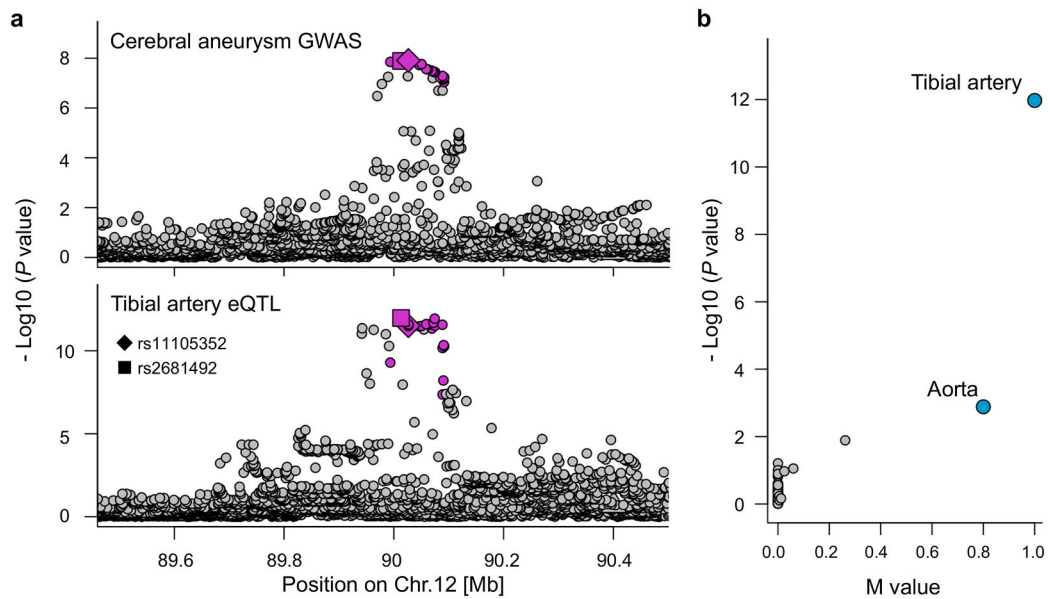 a
Cerebral aneurysm GWAS
8
6
4
2
0
Tibial artery eQTL
rs11105352
rs2681492
10
5
0
- Log10 (P value)
89.6 89.8 90 90.2 90.4
Position on Chr.12 [Mb]
b
Tibial artery
Aorta
12
10
8
6
4
2
0
- Log10 (P value)
0.0 0.2 0.4 0.6 0.8 1.0
M value